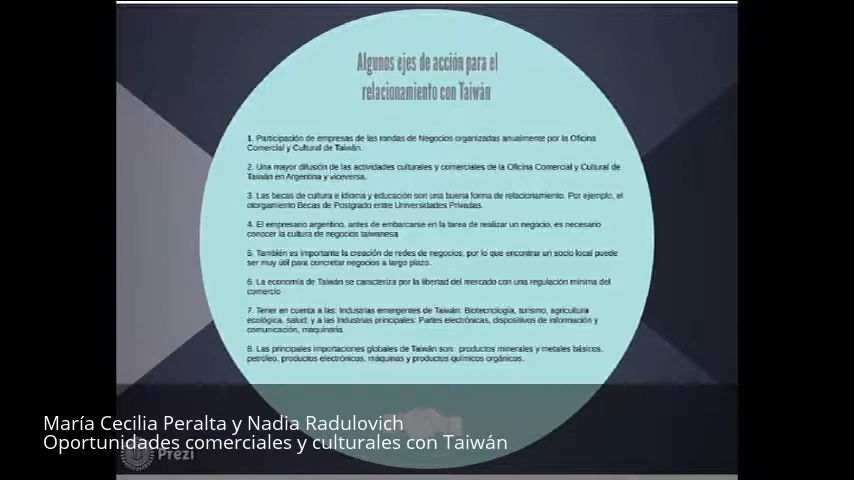 Algunos ejes de acción para el
relacionamiento con Taiwán
1. Participación de empresas de las rondas de Negocios organizadas anualmente por la Oficina
Comercial y Cultural de Taiwán.
2. Una mayor difusión de las actividades culturales y comerciales de la Oficina Comercial y Cultural de
Taiwán en Argentina y viceversa.
3. Las becas de cultura e idioma y educación son una buena forma de relacionamiento. Por ejemplo, el
otorgamiento Becas de Postgrado entre Universidades Privadas.
4. El empresario argentino, antes de embarcarse en la tarea de realizar un negocio, es necesario
conocer la cultura de negocios taiwanesa
5. También es importante la creación de redes de negocios, por lo que encontrar un socio local puede
ser muy útil para concretar negocios a largo plazo.
6. La economía de Taiwán se caracteriza por la libertad del mercado con una regulación mínima del
comercio
7. Tener en cuenta a las: Industrias emergentes de Taiwán: Biotecnología, turismo, agricultura
ecológica, salud; y a las Industrias principales: Partes electrónicas, dispositivos de información y
comunicación, maquinaria.
8. Las principales importaciones globales de Taiwán son: productos minerales y metales básicos,
petróleo, productos electrónicos, máquinas y productos químicos orgánicos.
María Cecilia Peralta y Nadia Radulovich
Oportunidades comerciales y culturales con Taiwán
Prezi